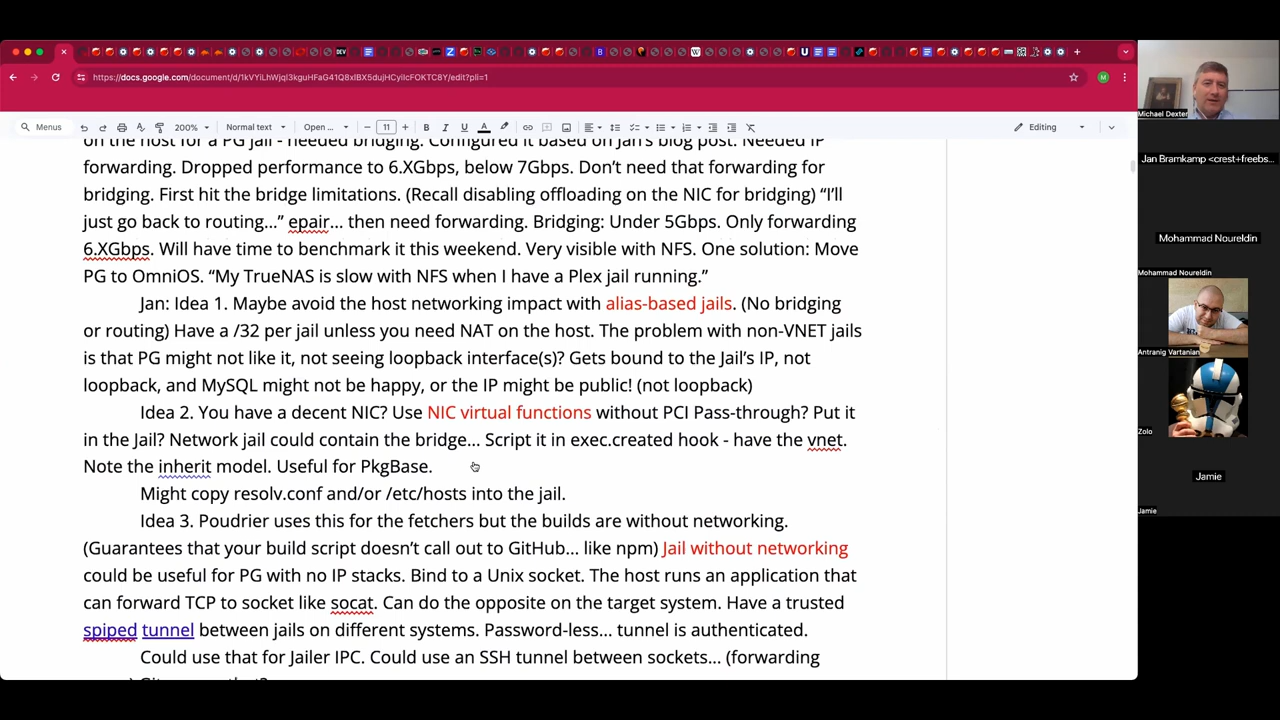 https://docs.google.com/document/d/1kVYiLhWjqI3kguHFaG41Q8xIBX5dujHCyilcFOKTC8Y/edit?pli=1
Menus
200%
Normal text
Open ...
11
Editing
on the host for a PG jail - needed bridging. Configured it based on Jan's blog post. Needed IP
forwarding. Dropped performance to 6.XGbps, below 7Gbps. Don't need that forwarding for
bridging. First hit the bridge limitations. (Recall disabling offloading on the NIC for bridging) "I'll
just go back to routing..." epair... then need forwarding. Bridging: Under 5Gbps. Only forwarding
6.XGbps. Will have time to benchmark it this weekend. Very visible with NFS. One solution: Move
PG to OmniOS. "My TrueNAS is slow with NFS when I have a Plex jail running."
Jan: Idea 1. Maybe avoid the host networking impact with alias-based jails. (No bridging
or routing) Have a /32 per jail unless you need NAT on the host. The problem with non-VNET jails
is that PG might not like it, not seeing loopback interface(s)? Gets bound to the Jail's IP, not
loopback, and MySQL might not be happy, or the IP might be public! (not loopback)
Idea 2. You have a decent NIC? Use NIC virtual functions without PCI Pass-through? Put it
in the Jail? Network jail could contain the bridge... Script it in exec.created hook - have the vnet.
Note the inherit model. Useful for PkgBase.
Might copy resolv.conf and/or /etc/hosts into the jail.
Idea 3. Poudrier uses this for the fetchers but the builds are without networking.
(Guarantees that your build script doesn't call out to GitHub... like npm) Jail without networking
could be useful for PG with no IP stacks. Bind to a Unix socket. The host runs an application that
can forward TCP to socket like socat. Can do the opposite on the target system. Have a trusted
spiped tunnel between jails on different systems. Password-less... tunnel is authenticated.
Could use that for Jailer IPC. Could use an SSH tunnel between sockets... (forwarding
Michael Dexter
Jan Bramkamp <crest+freebs...
Mohammad Noureldin
Mohammad Noureldin
Antranig Vartanian
Zolo
Jamie
Jamie